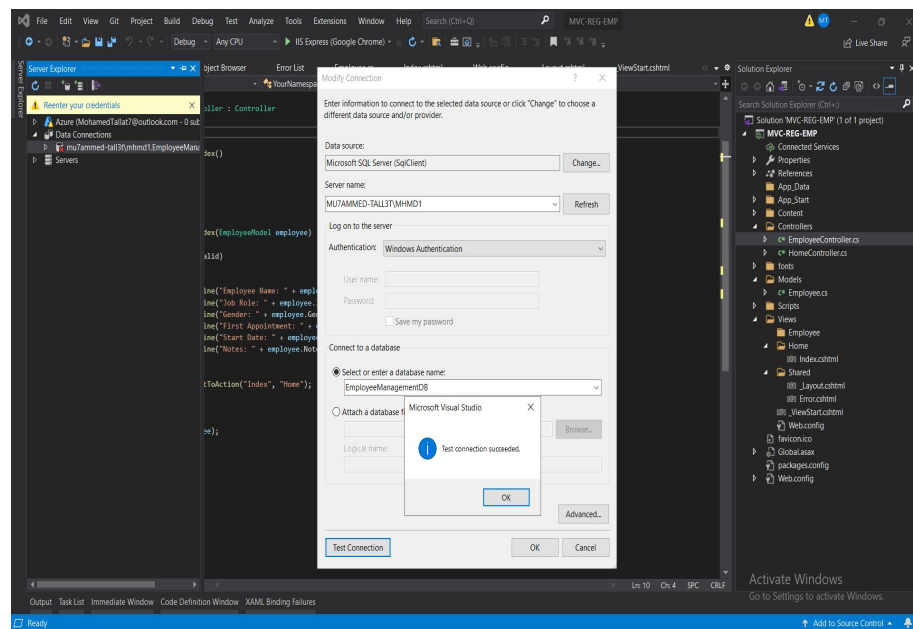 File Edit View Git Project Build Debug Test Analyze Tools Extensions Window Help Search (Ctrl+Q) MVC-REG-EMP MT
Debug Any CPU IIS Express (Google Chrome) Live Share
Server Explorer
Server Explorer
Reenter your credentials
Azure (MohamedTallat7@outlook.com - 0 sub
Data Connections
mu7ammed-tall3t\mhmd1.EmployeeMana
Servers
bject Browser Error List ViewStart.cshtml
YourNamespa
oller : Controller
dex()
dex(EmployeeModel employee)
alid)
ine("Employee Name: " + empl
ine("Job Role: " + employee.
ine("Gender: " + employee.Ge
ine("First Appointment: " +
ine("Start Date: " + employe
ine("Notes: " + employee.Not
tToAction("Index", "Home");
ee);
Modify Connection ?
Enter information to connect to the selected data source or click "Change" to choose a
different data source and/or provider.
Data source:
Microsoft SQL Server (SqlClient) Change...
Server name:
MU7AMMED-TALL3T\MHMD1 Refresh
Log on to the server
Authentication: Windows Authentication
User name:
Password:
Save my password
Connect to a database
Select or enter a database name:
EmployeeManagementDB
Attach a database f
Browse...
Logical name:
Microsoft Visual Studio
Test connection succeeded.
OK
Advanced...
Test Connection OK Cancel
Solution Explorer
Search Solution Explorer (Ctrl+;)
Solution 'MVC-REG-EMP' (1 of 1 project)
MVC-REG-EMP
Connected Services
Properties
References
App_Data
App_Start
Content
Controllers
C# EmployeeController.cs
C# HomeController.cs
fonts
Models
C# Employee.cs
Scripts
Views
Employee
Home
Index.cshtml
Shared
_Layout.cshtml
Error.cshtml
_ViewStart.cshtml
Web.config
favicon.ico
Global.asax
packages.config
Web.config
Ln: 10 Ch: 4 SPC CRLF
Activate Windows
Go to Settings to activate Windows.
Output Task List Immediate Window Code Definition Window XAML Binding Failures
Ready Add to Source Control